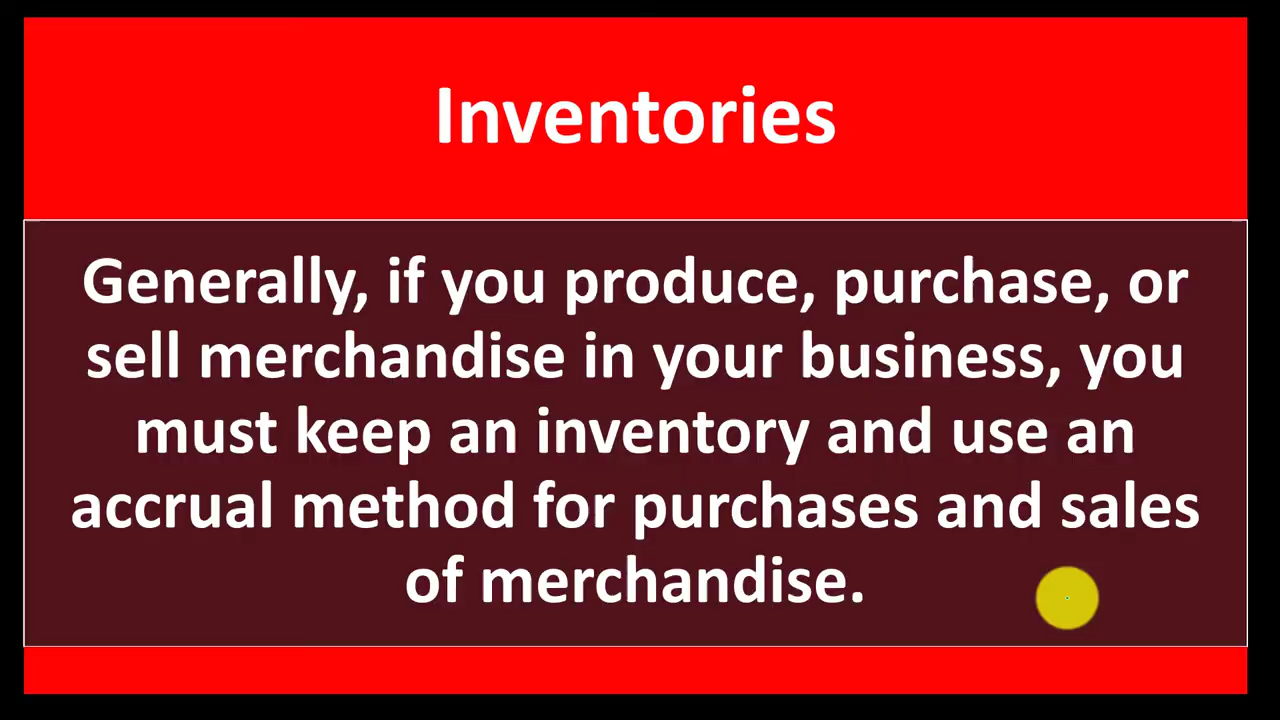 Inventories
Generally, if you produce, purchase, or
sell merchandise in your business, you
must keep an inventory and use an
accrual method for purchases and sales
of merchandise.